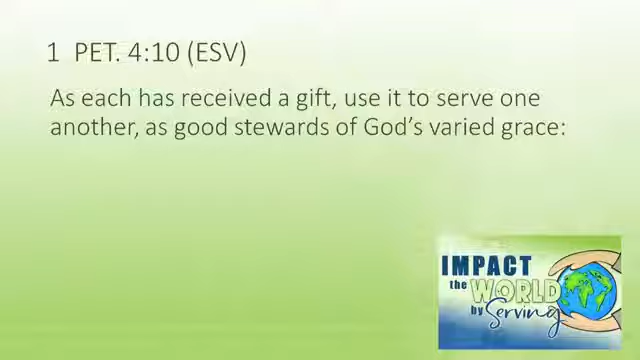 1 PET. 4:10 (ESV)
As each has received a gift, use it to serve one
another, as good stewards of God’s varied grace:
IMPACT
the WORLD
by Serving